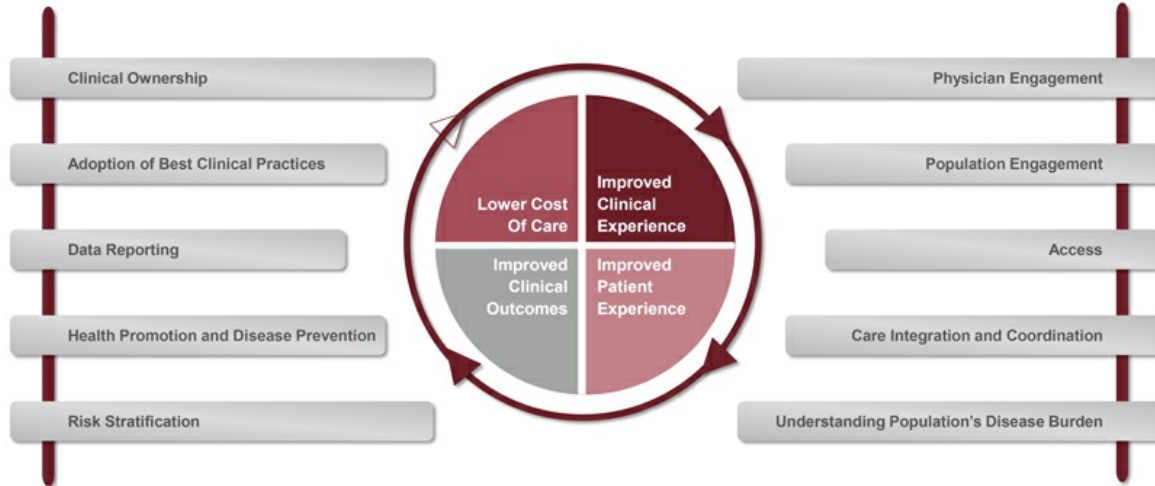 Clinical Ownership
Adoption of Best Clinical Practices
Data Reporting
Health Promotion and Disease Prevention
Risk Stratification
Lower Cost
Of Care
Improved
Clinical
Experience
Improved
Clinical
Outcomes
Improved
Patient
Experience
Physician Engagement
Population Engagement
Access
Care Integration and Coordination
Understanding Population's Disease Burden